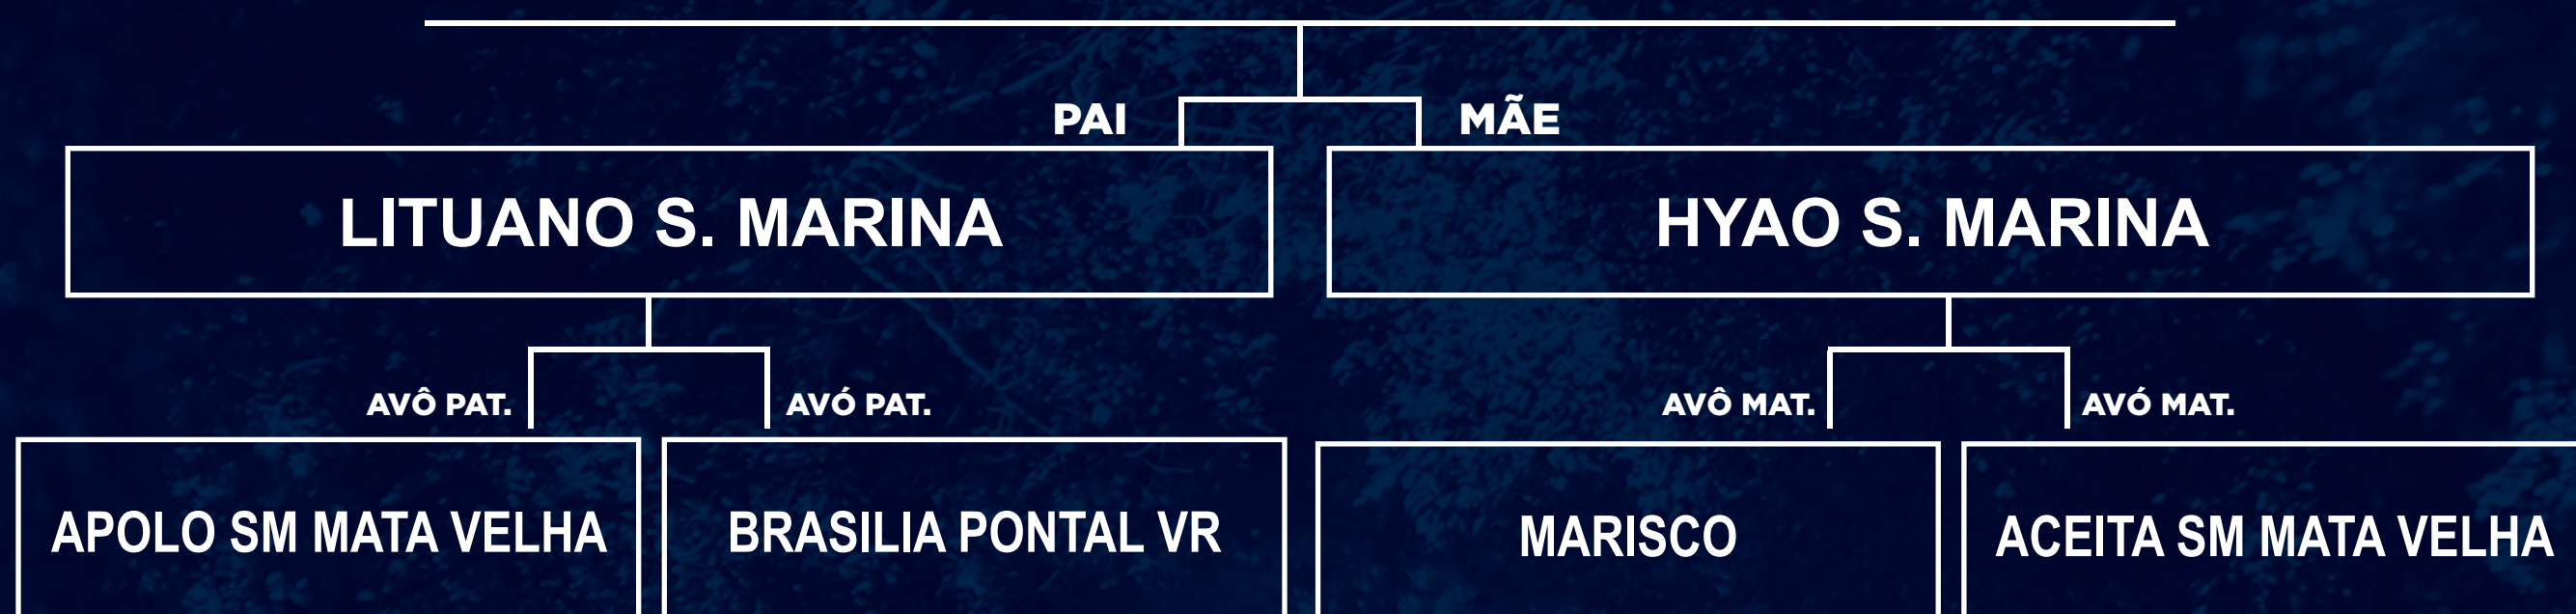 PAI
MÃE
LITUANO S. MARINA
HYAO S. MARINA
AVÔ PAT.
AVÓ PAT.
AVÔ MAT.
AVÓ MAT.
APOLO SM MATA VELHA
BRASILIA PONTAL VR
MARISCO
ACEITA SM MATA VELHA